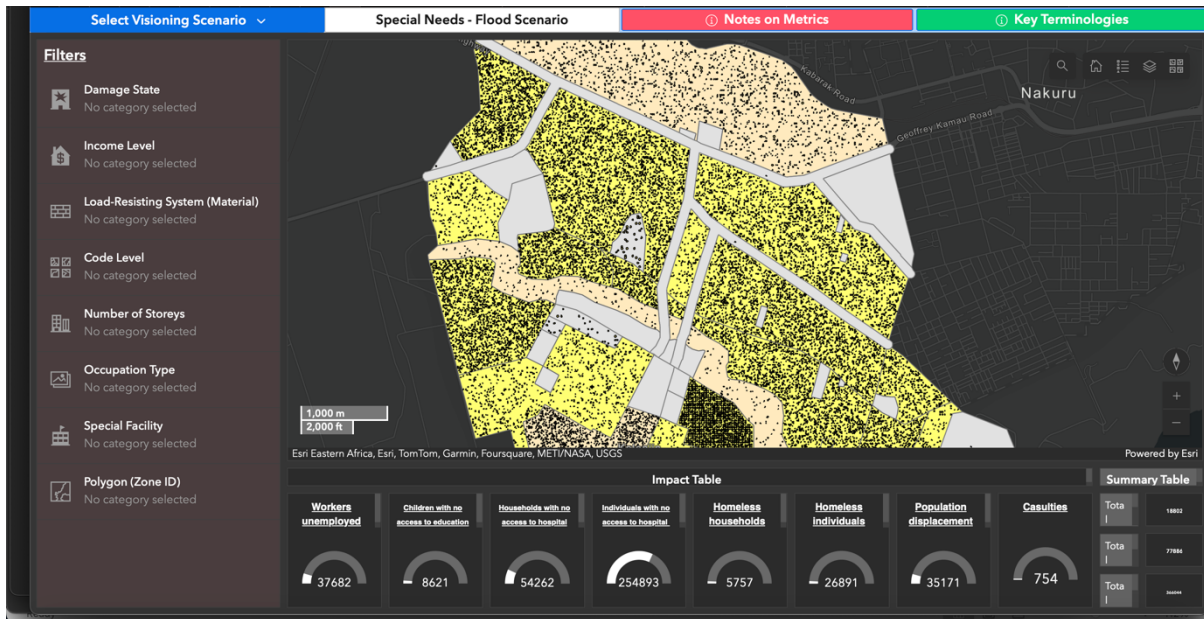 Select Visioning Scenario
Special Needs - Flood Scenario
Notes on Metrics
Key Terminologies
Filters
Damage State
No category selected
Income Level
No category selected
Load-Resisting System (Material)
No category selected
Code Level
No category selected
Number of Storeys
No category selected
Occupation Type
No category selected
Special Facility
No category selected
Polygon (Zone ID)
No category selected
Kabarak Road
Nakuru
Geoffrey Kamau Road
1,000 m
2,000 ft
Esri Eastern Africa, Esri, TomTom, Garmin, Foursquare, METI/NASA, USGS
Powered by Esri
Impact Table
Summary Table
Workers
unemployed
37682
Children with no
access to education
8621
Households with no
access to hospital
54262
Individuals with no
access to hospital
254893
Homeless
households
5757
Homeless
individuals
26891
Population
displacement
35171
Casulties
754
Tota
l
18802
Tota
l
77886
Tota
l